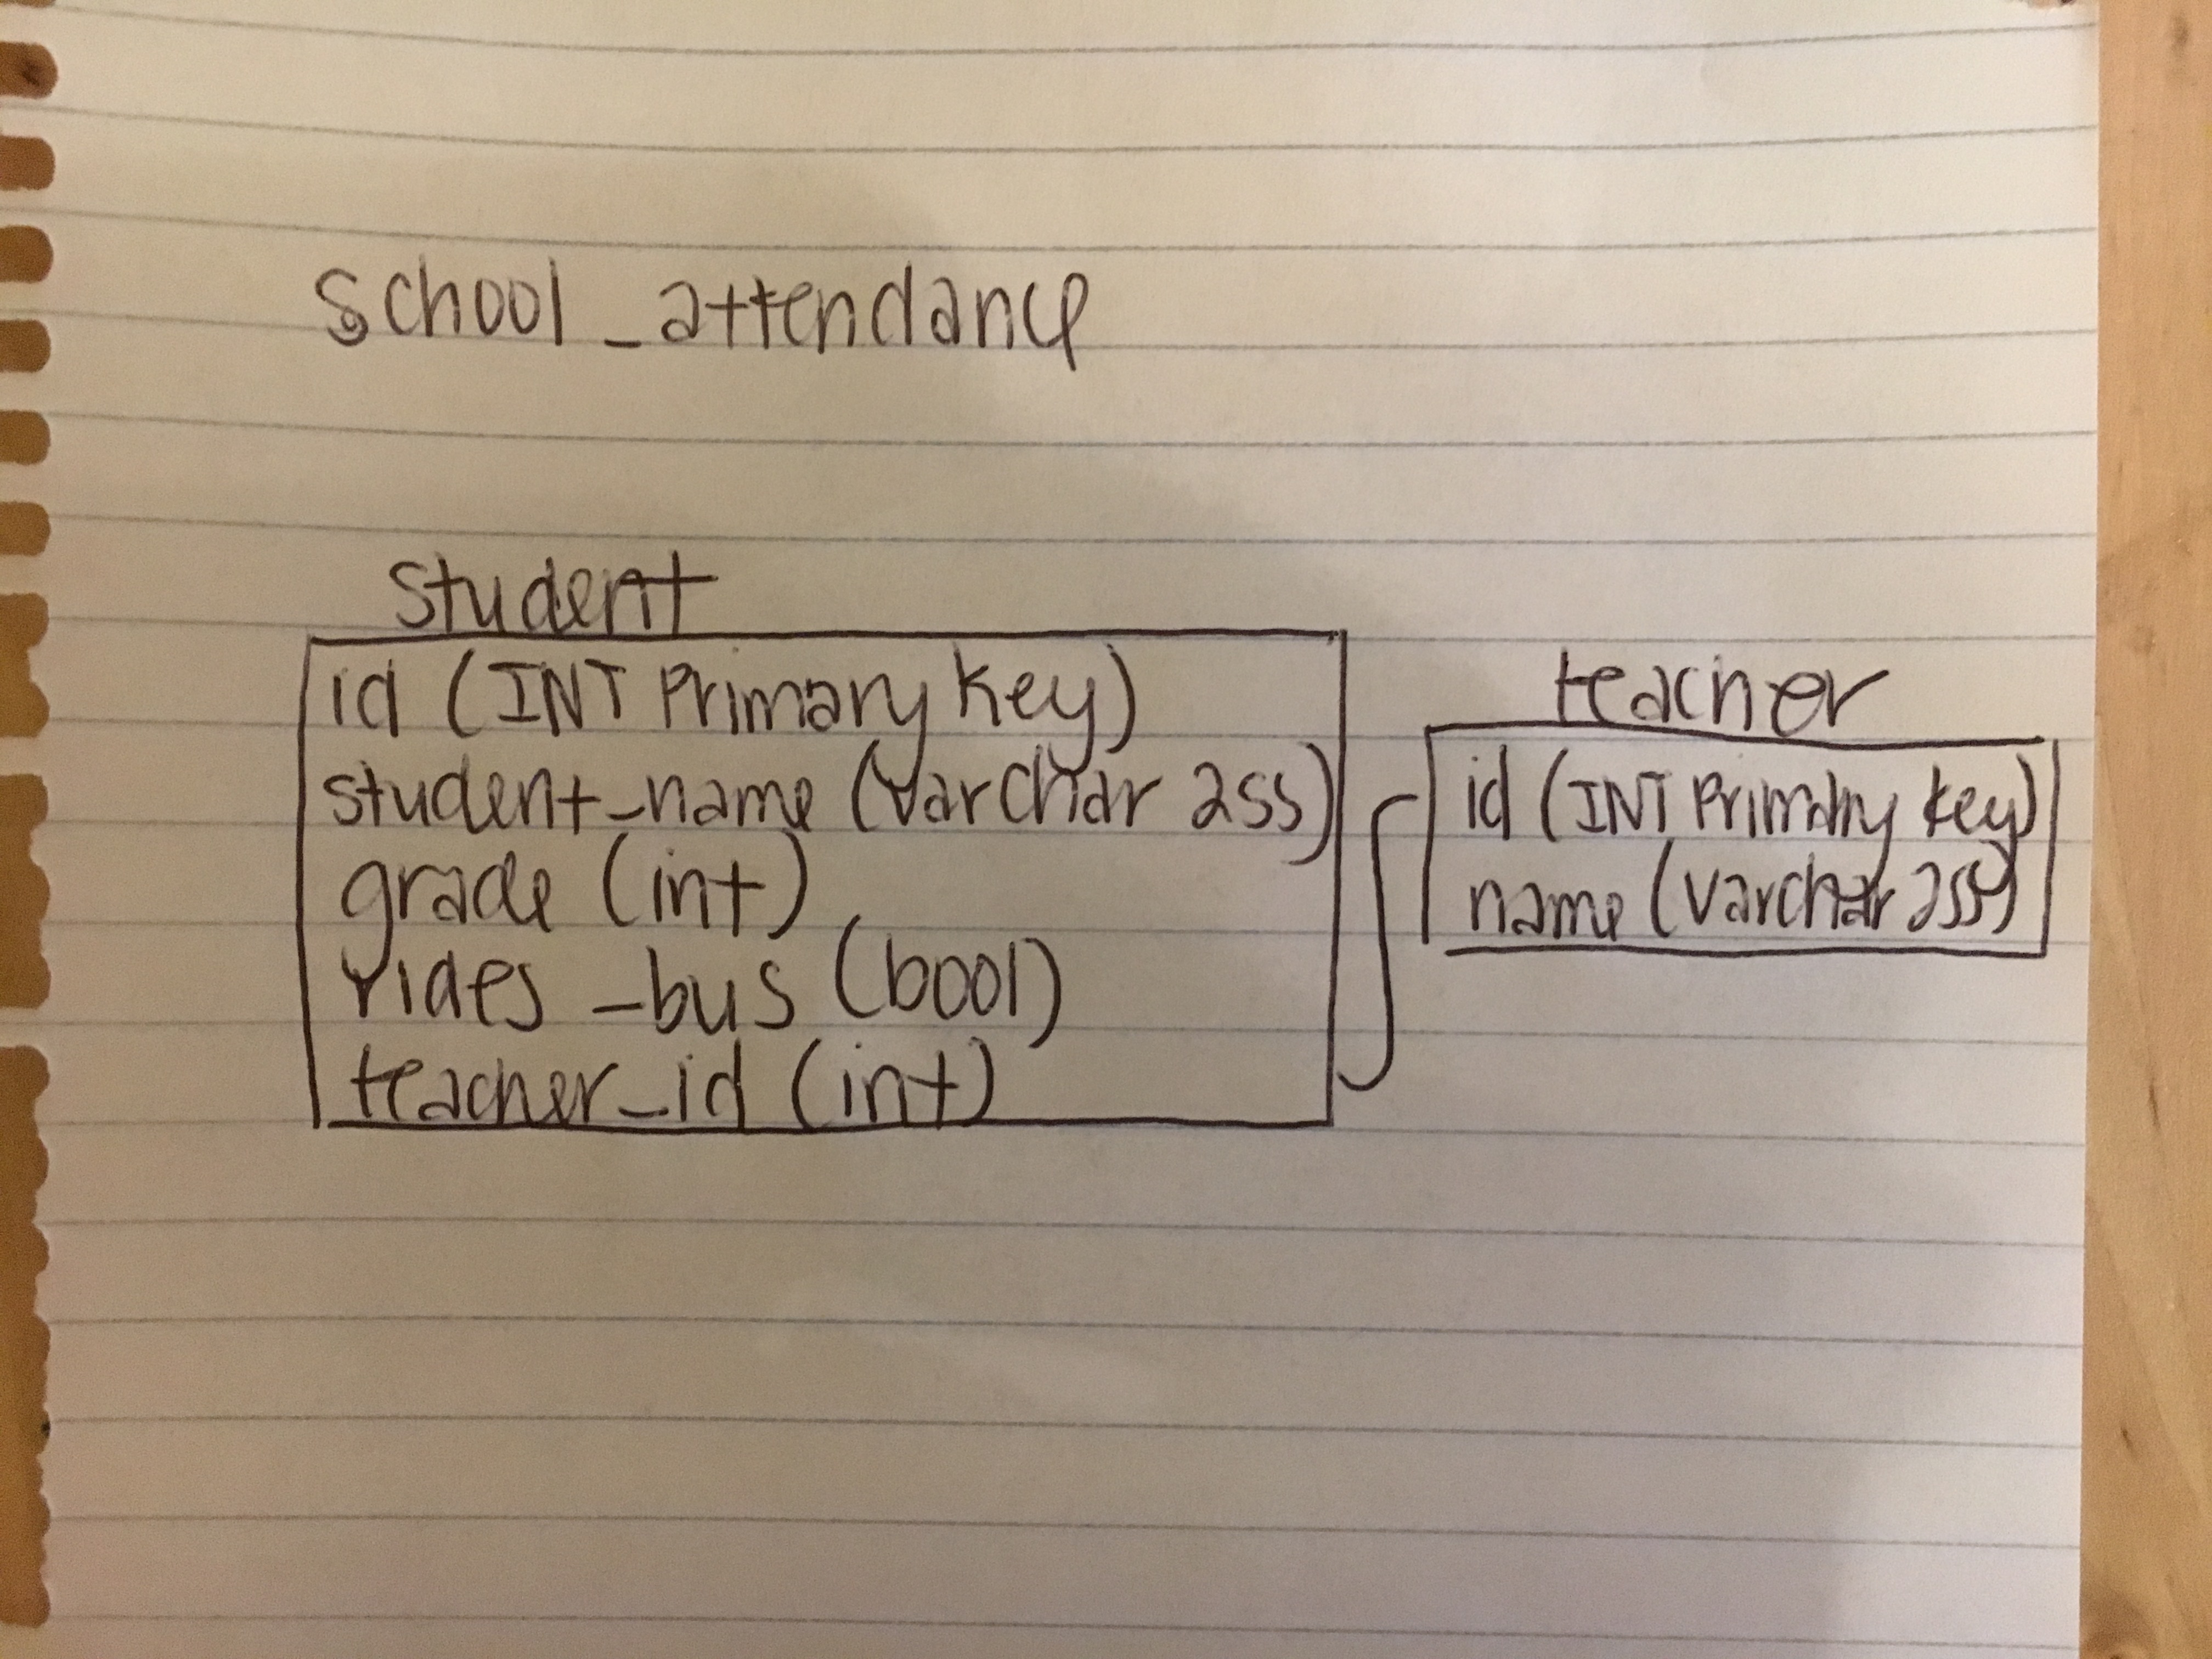 school_attendance
student
id (INT Primary Key)
student_name (varchar 255)
grade (int)
rides_bus (bool)
teacher_id (int)
teacher
id (INT Primary Key)
name (varchar 255)